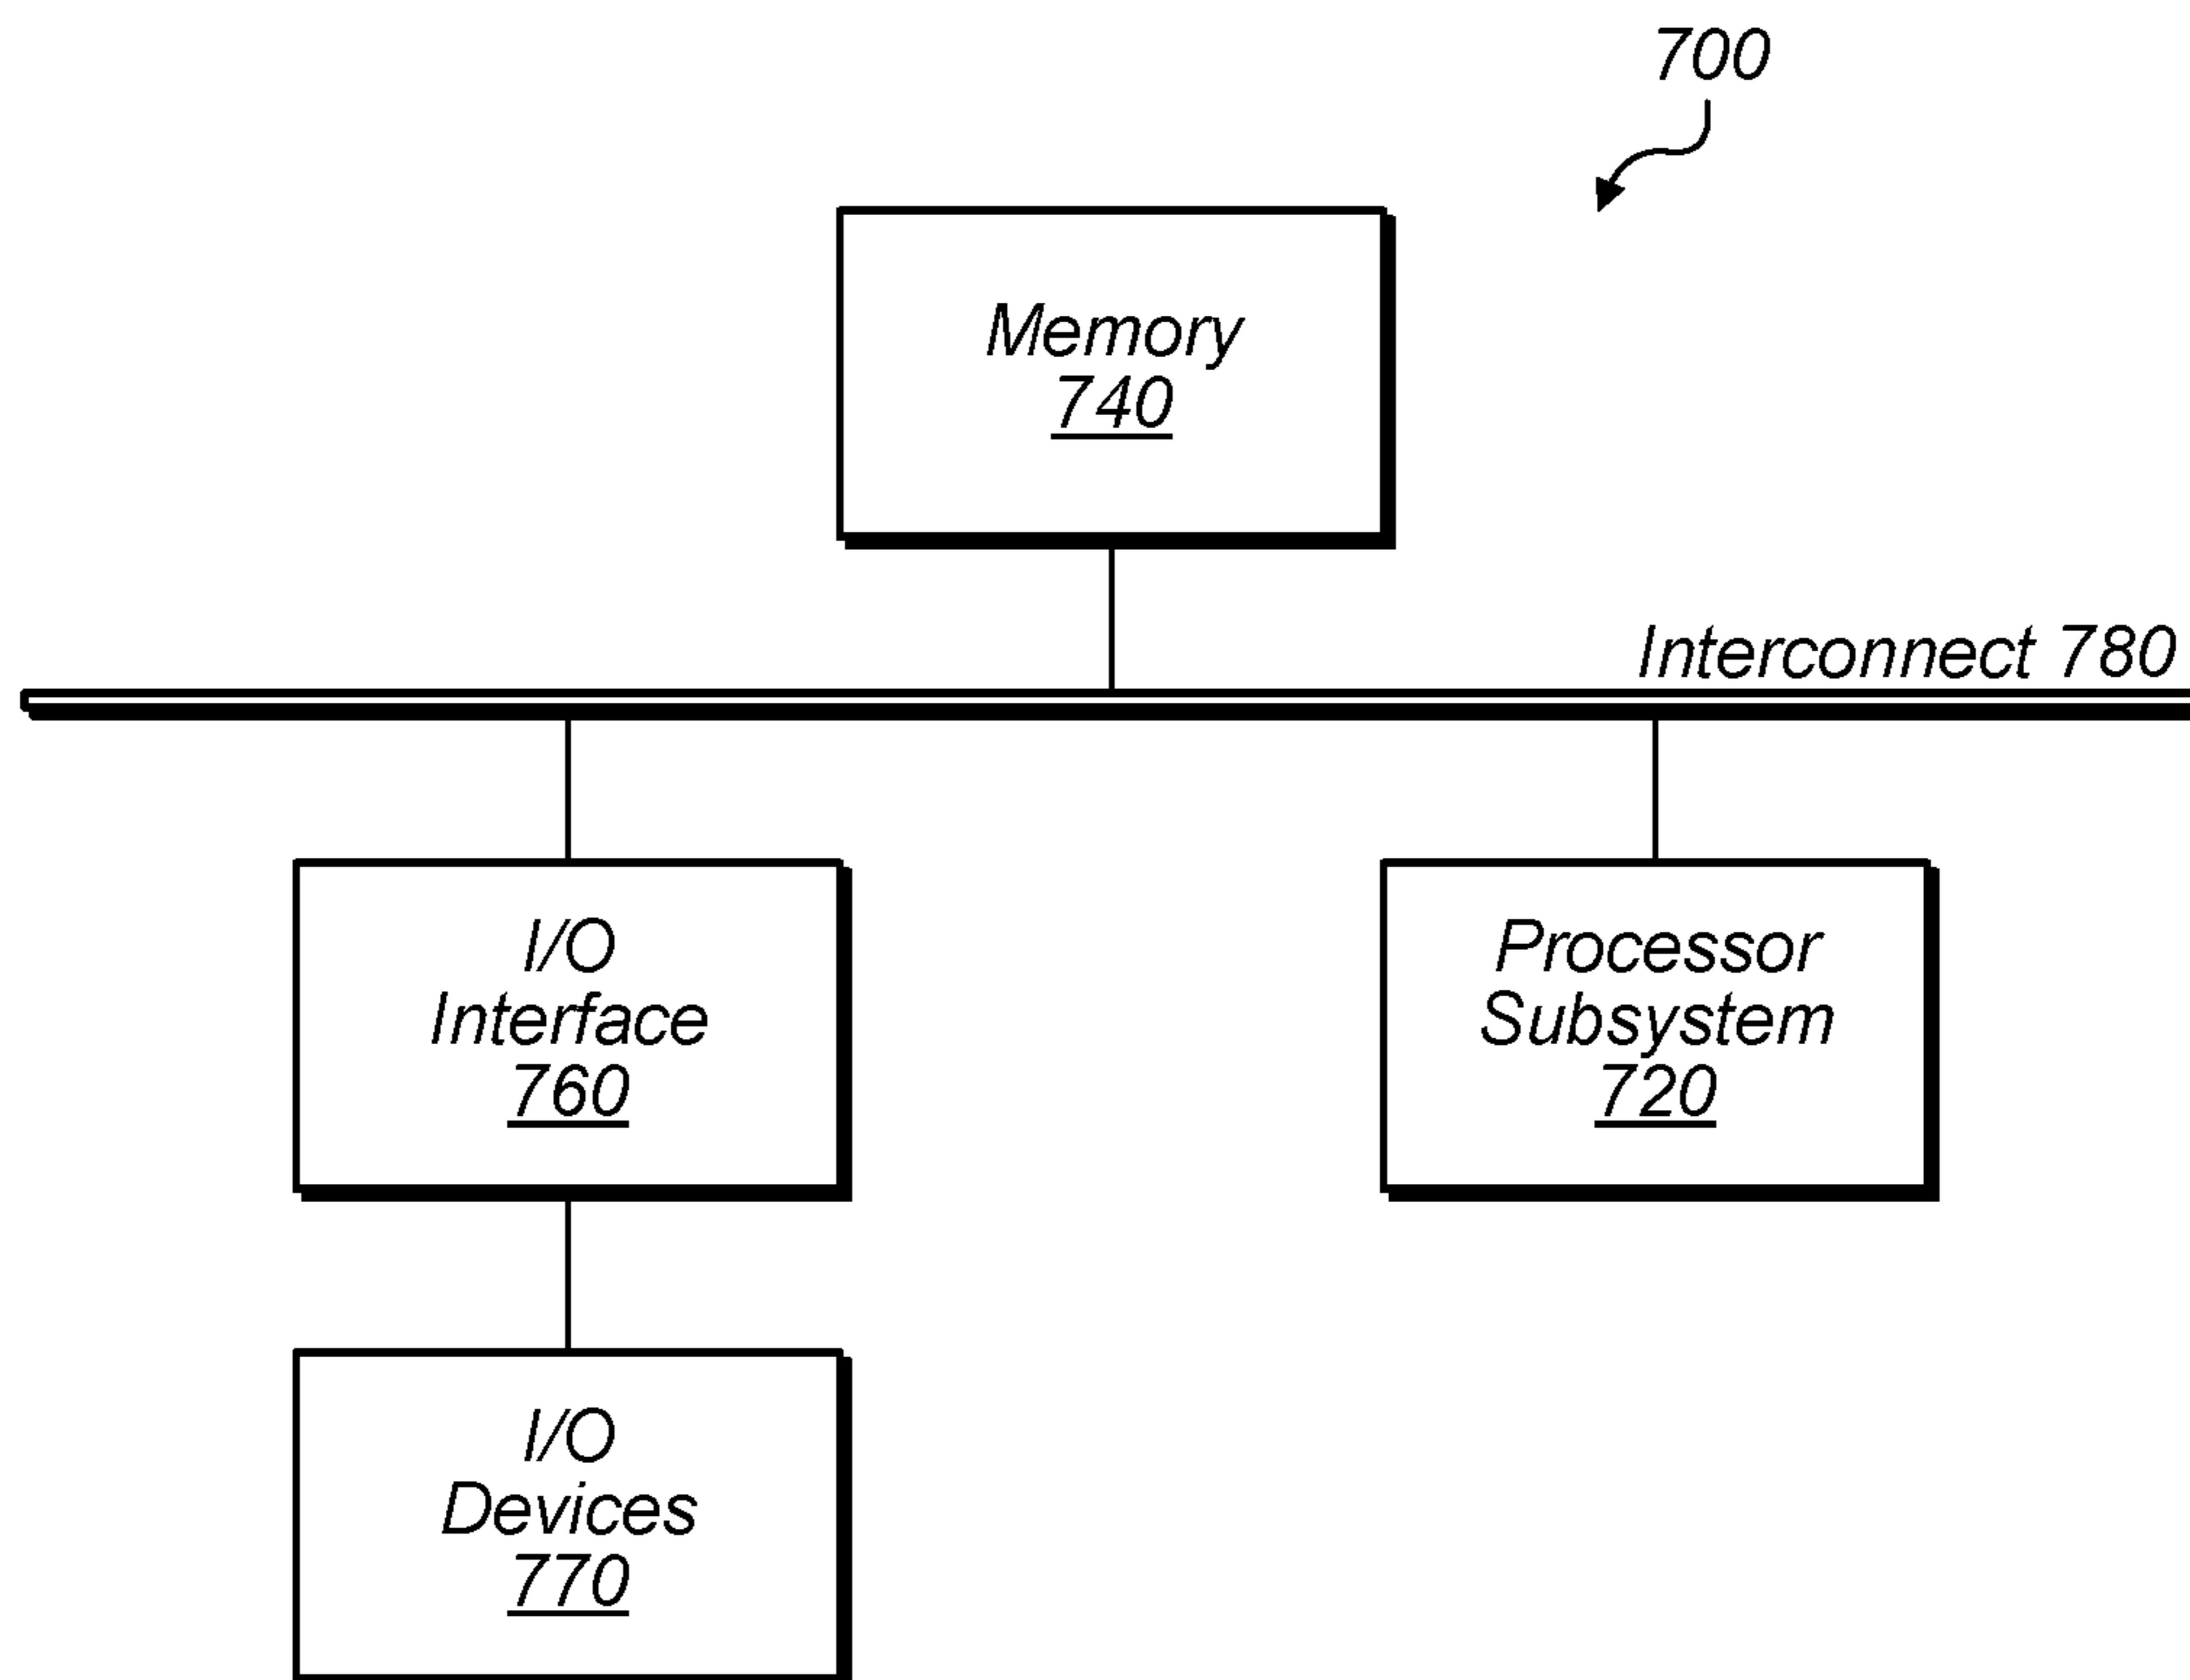 700
Memory
740
Interconnect 780
I/O
Interface
760
Processor
Subsystem
720
I/O
Devices
770